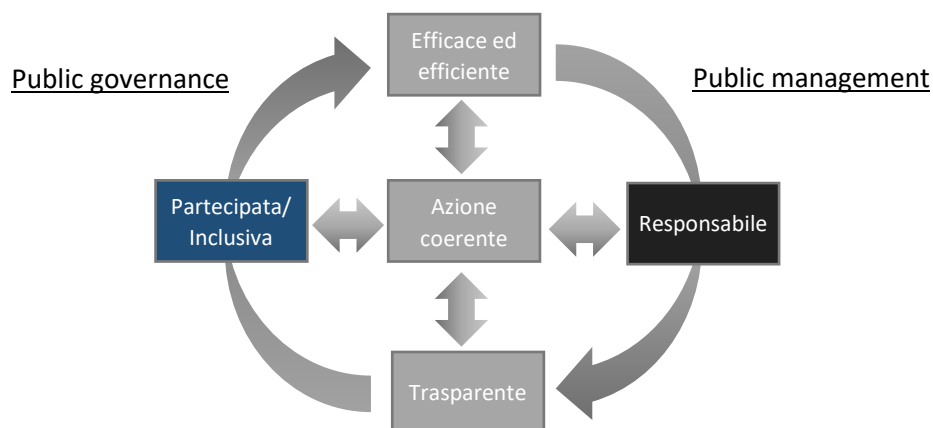 Efficace ed
efficiente
Public governance
Public management
Partecipata/
Inclusiva
Azione
coerente
Responsabile
Trasparente